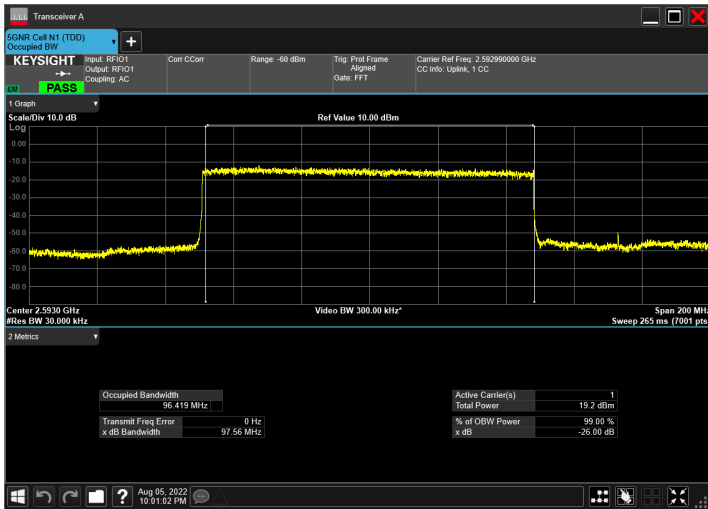 Transceiver A
5GNR Cell N1 (TDD)
Occupied BW
KEYSIGHT
LXI
PASS
Input: RFIO1
Output: RFIO1
Coupling: AC
Corr CCorr
Range: -60 dBm
Trig: Prot Frame
Aligned
Gate: FFT
Carrier Ref Freq: 2.592990000 GHz
CC Info: Uplink, 1 CC
1 Graph
Scale/Div 10.0 dB
Ref Value 10.00 dBm
Log
0.00
-10.0
-20.0
-30.0
-40.0
-50.0
-60.0
-70.0
-80.0
Center 2.5930 GHz
Video BW 300.00 kHz*
Span 200 MHz
#Res BW 30.000 kHz
Sweep 265 ms (7001 pts
2 Metrics
Occupied Bandwidth
96.419 MHz
Transmit Freq Error 0 Hz
x dB Bandwidth 97.56 MHz
Active Carrier(s) 1
Total Power 19.2 dBm
% of OBW Power 99.00 %
x dB -26.00 dB
?
Aug 05, 2022
10:01:02 PM